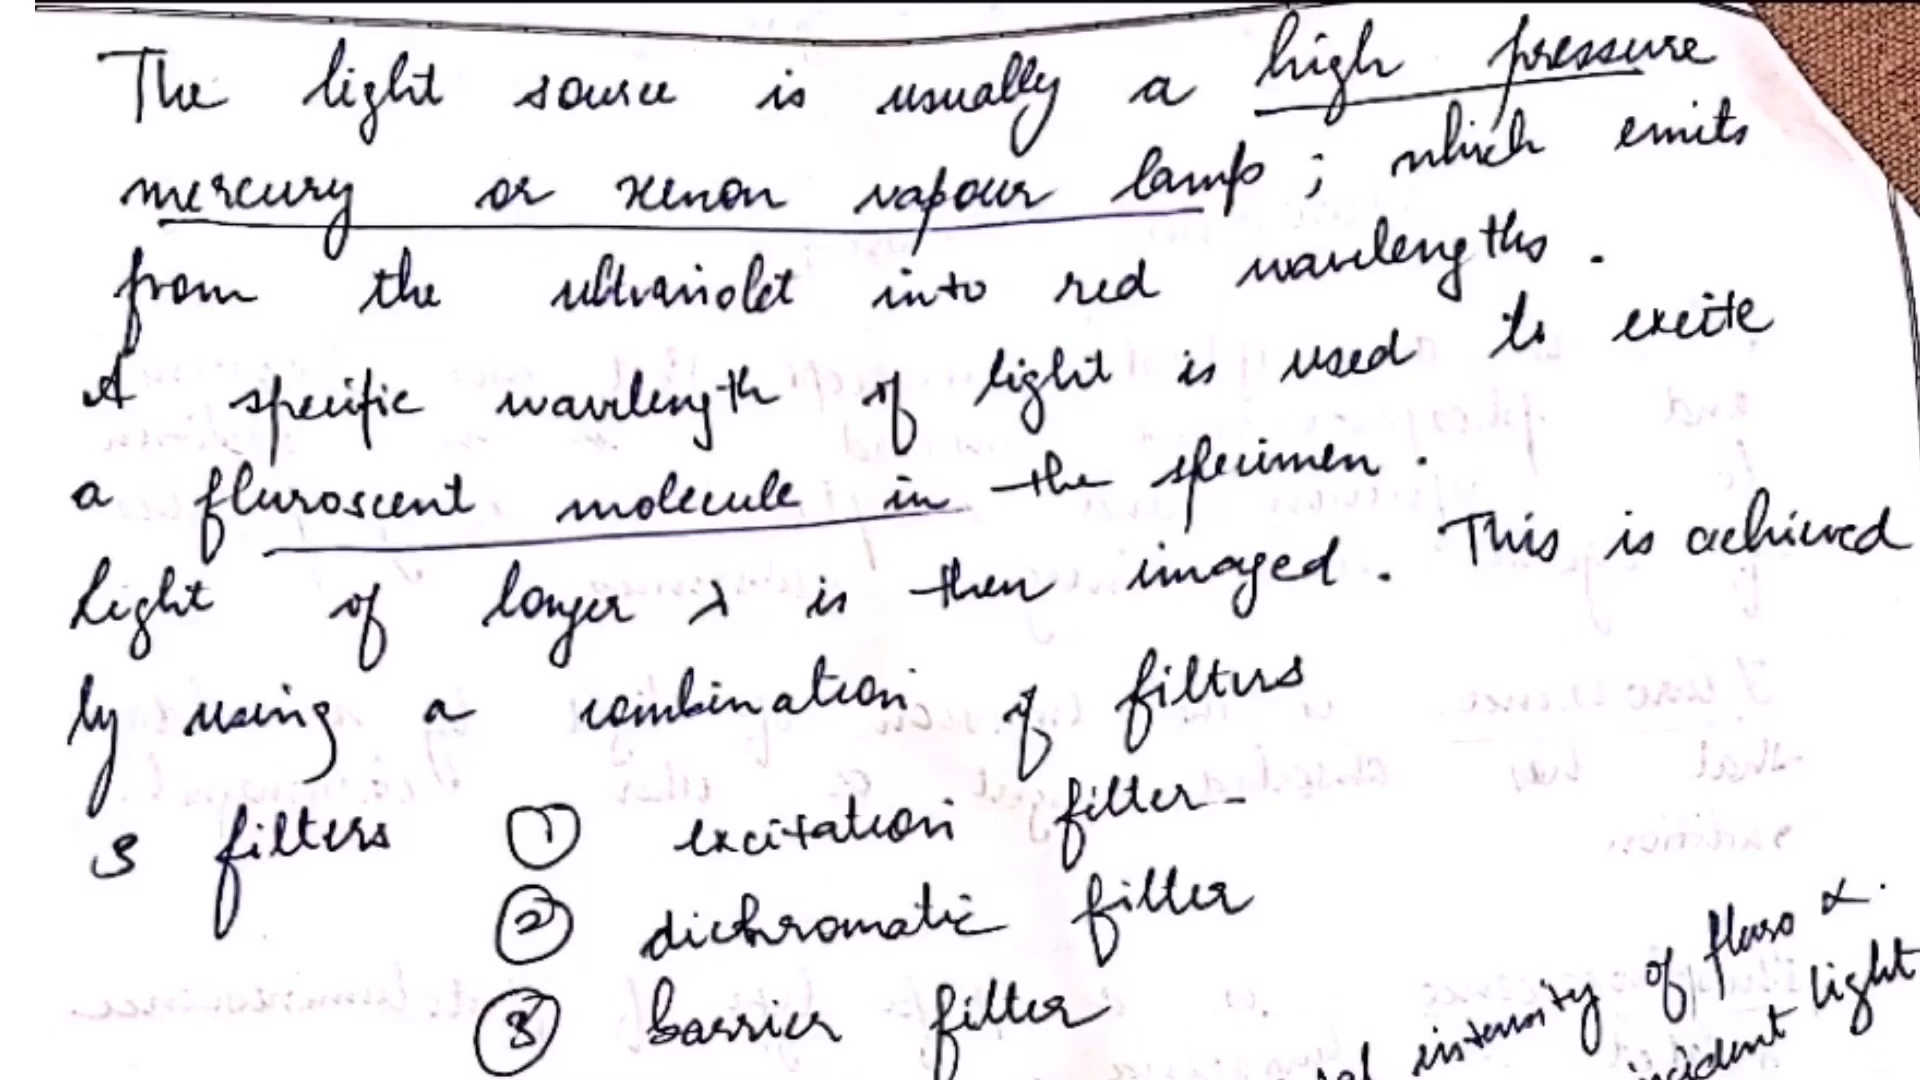 The light source is usually a high pressure
mercury or xenon vapour lamp ; which emits
from the ultraviolet into red wavelengths .
A specific wavelength of light is used to excite
a fluroscent molecule in the specimen .
Light of longer λ is then imaged . This is achieved
by using a combination of filters
3 filters ① excitation filter -
② dichromatic filter
③ barrier filter
intensity of fluro ∝
light